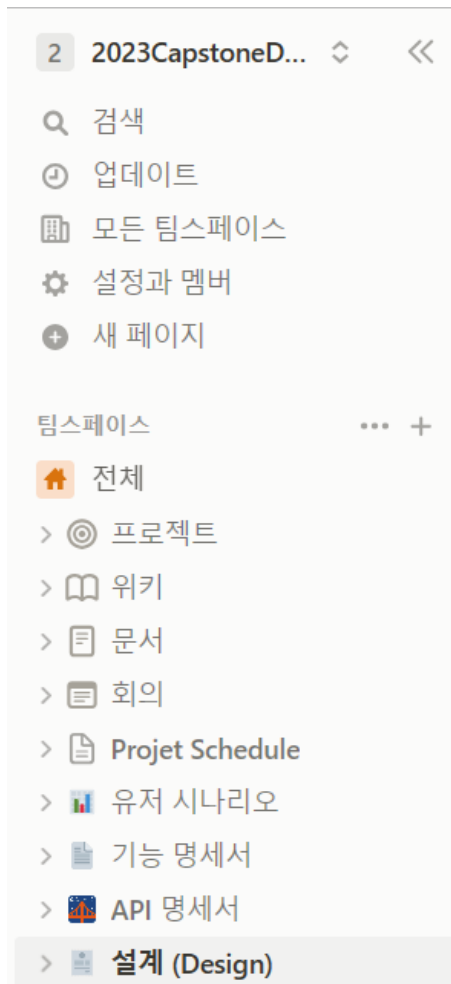 2 2023CapstoneD...
검색
업데이트
모든 팀스페이스
설정과 멤버
새 페이지
팀스페이스
전체
프로젝트
위키
문서
회의
Projet Schedule
유저 시나리오
기능 명세서
API 명세서
설계 (Design)